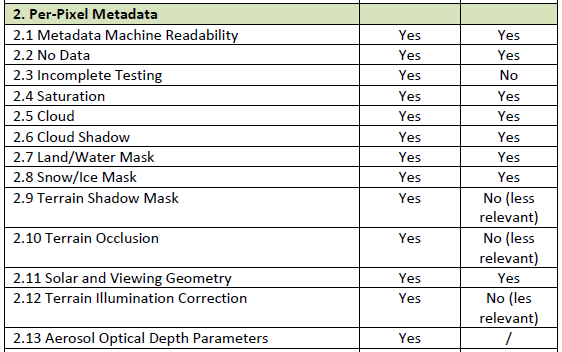 2. Per-Pixel Metadata
2.1 Metadata Machine Readability Yes Yes
2.2 No Data Yes Yes
2.3 Incomplete Testing Yes No
2.4 Saturation Yes Yes
2.5 Cloud Yes Yes
2.6 Cloud Shadow Yes Yes
2.7 Land/Water Mask Yes Yes
2.8 Snow/Ice Mask Yes Yes
2.9 Terrain Shadow Mask Yes No (less
relevant)
2.10 Terrain Occlusion Yes No (less
relevant)
2.11 Solar and Viewing Geometry Yes Yes
2.12 Terrain Illumination Correction Yes No (les
relevant)
2.13 Aerosol Optical Depth Parameters Yes /